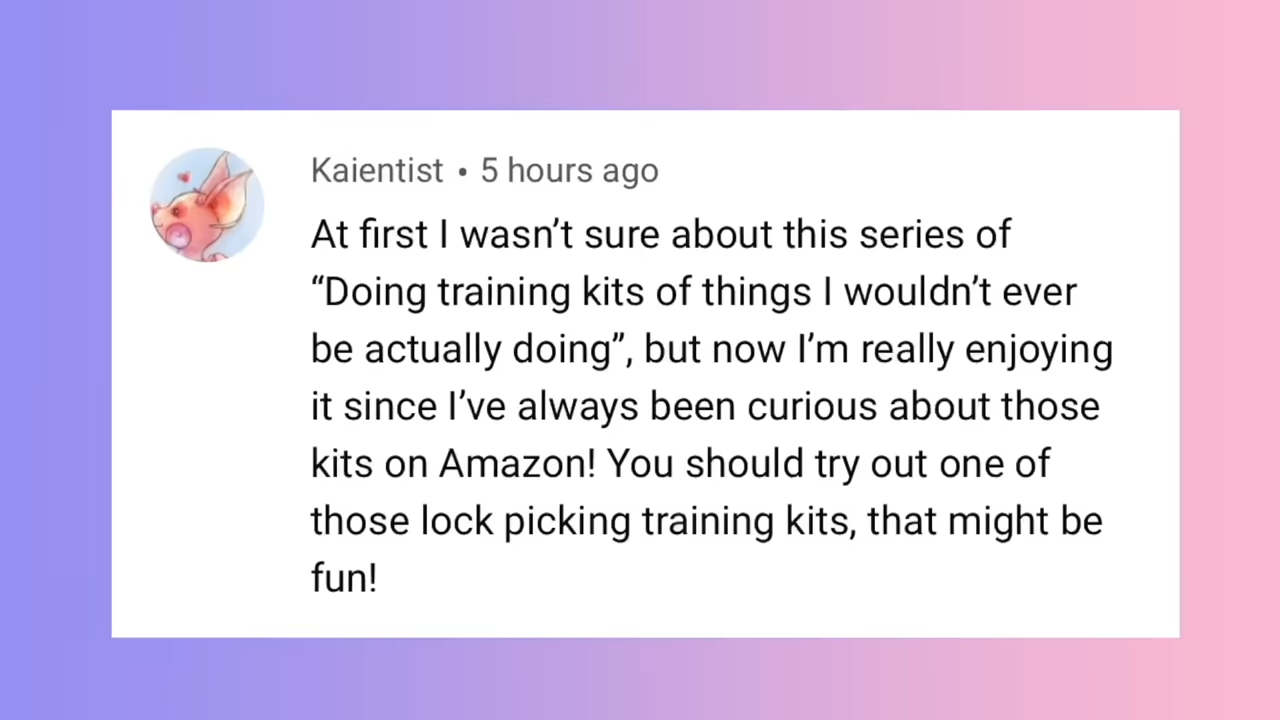 Kaientist • 5 hours ago
At first I wasn’t sure about this series of
“Doing training kits of things I wouldn’t ever
be actually doing”, but now I’m really enjoying
it since I’ve always been curious about those
kits on Amazon! You should try out one of
those lock picking training kits, that might be
fun!